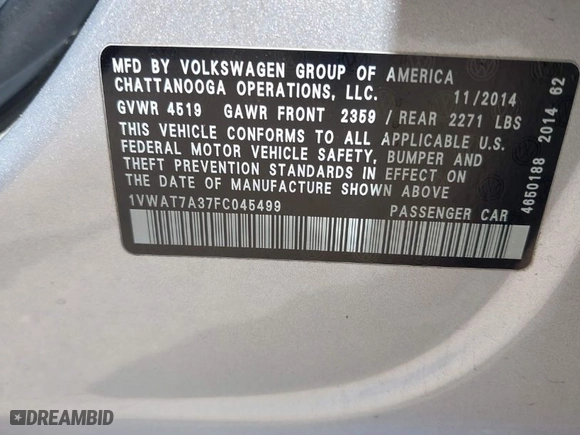 MFD BY VOLKSWAGEN GROUP OF AMERICA
CHATTANOOGA OPERATIONS, LLC. 11/2014
GVWR 4519 GAWR FRONT 2359 / REAR 2271 LBS
THIS VEHICLE CONFORMS TO ALL APPLICABLE U.S.
FEDERAL MOTOR VEHICLE SAFETY, BUMPER AND
THEFT PREVENTION STANDARDS IN EFFECT ON
THE DATE OF MANUFACTURE SHOWN ABOVE
1VWAT7A37FC045499 PASSENGER CAR
4650188 2014 62
DREAMBID